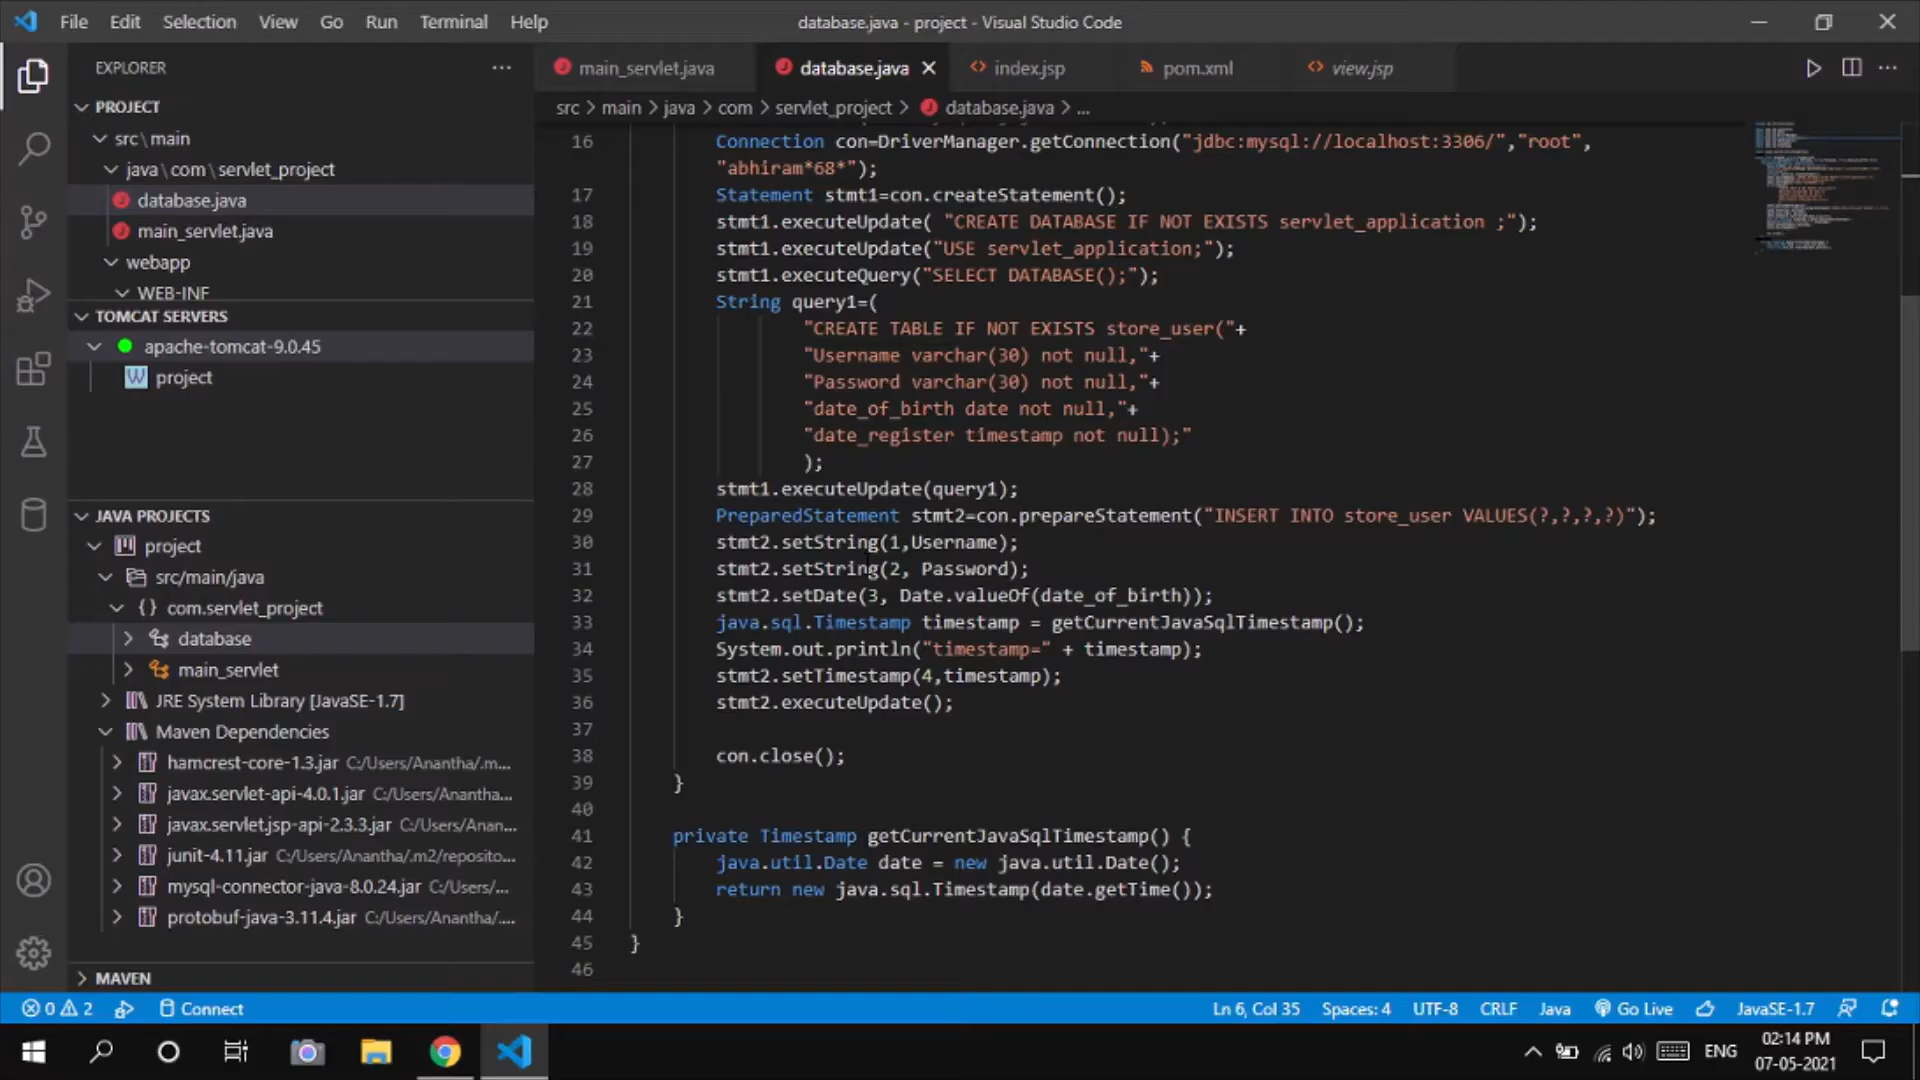 File Edit Selection View Go Run Terminal Help
database.java - project - Visual Studio Code
EXPLORER
PROJECT
src\main
java\com\servlet_project
database.java
main_servlet.java
webapp
WEB-INF
TOMCAT SERVERS
apache-tomcat-9.0.45
project
JAVA PROJECTS
project
src/main/java
{} com.servlet_project
database
main_servlet
JRE System Library [JavaSE-1.7]
Maven Dependencies
hamcrest-core-1.3.jar C:/Users/Anantha/.m...
javax.servlet-api-4.0.1.jar C:/Users/Anantha...
javax.servlet.jsp-api-2.3.3.jar C:/Users/Anan...
junit-4.11.jar C:/Users/Anantha/.m2/reposito...
mysql-connector-java-8.0.24.jar C:/Users/...
protobuf-java-3.11.4.jar C:/Users/Anantha/....
MAVEN
main_servlet.java database.java index.jsp pom.xml view.jsp
src > main > java > com > servlet_project > database.java > ...
16 Connection con=DriverManager.getConnection("jdbc:mysql://localhost:3306/","root",
"abhiram*68*");
17 Statement stmt1=con.createStatement();
18 stmt1.executeUpdate( "CREATE DATABASE IF NOT EXISTS servlet_application ;");
19 stmt1.executeUpdate("USE servlet_application;");
20 stmt1.executeQuery("SELECT DATABASE();");
21 String query1=(
22 "CREATE TABLE IF NOT EXISTS store_user("+
23 "Username varchar(30) not null,"+
24 "Password varchar(30) not null,"+
25 "date_of_birth date not null,"+
26 "date_register timestamp not null);"
27 );
28 stmt1.executeUpdate(query1);
29 PreparedStatement stmt2=con.prepareStatement("INSERT INTO store_user VALUES(?,?,?,?)");
30 stmt2.setString(1,Username);
31 stmt2.setString(2, Password);
32 stmt2.setDate(3, Date.valueOf(date_of_birth));
33 java.sql.Timestamp timestamp = getCurrentJavaSqlTimestamp();
34 System.out.println("timestamp=" + timestamp);
35 stmt2.setTimestamp(4,timestamp);
36 stmt2.executeUpdate();
37
38 con.close();
39 }
40
41 private Timestamp getCurrentJavaSqlTimestamp() {
42 java.util.Date date = new java.util.Date();
43 return new java.sql.Timestamp(date.getTime());
44 }
45 }
46
0 2 Connect Ln 6, Col 35 Spaces: 4 UTF-8 CRLF Java Go Live JavaSE-1.7
ENG
02:14 PM
07-05-2021